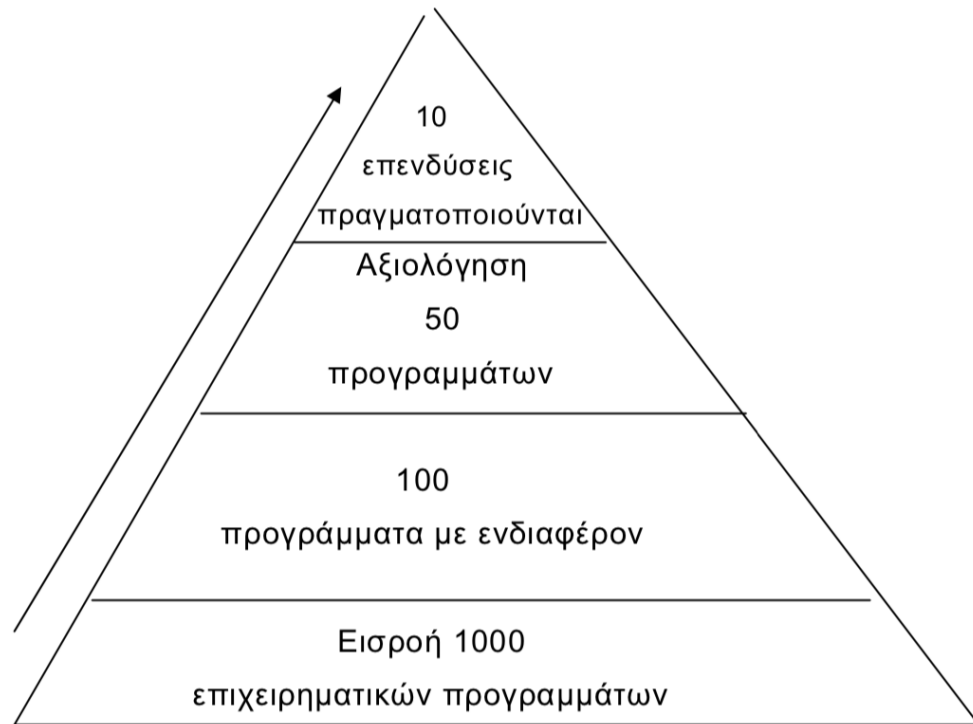 10
επενδύσεις
πραγματοποιούνται
Αξιολόγηση
50
προγραμμάτων
100
προγράμματα με ενδιαφέρον
Εισροή 1000
επιχειρηματικών προγραμμάτων